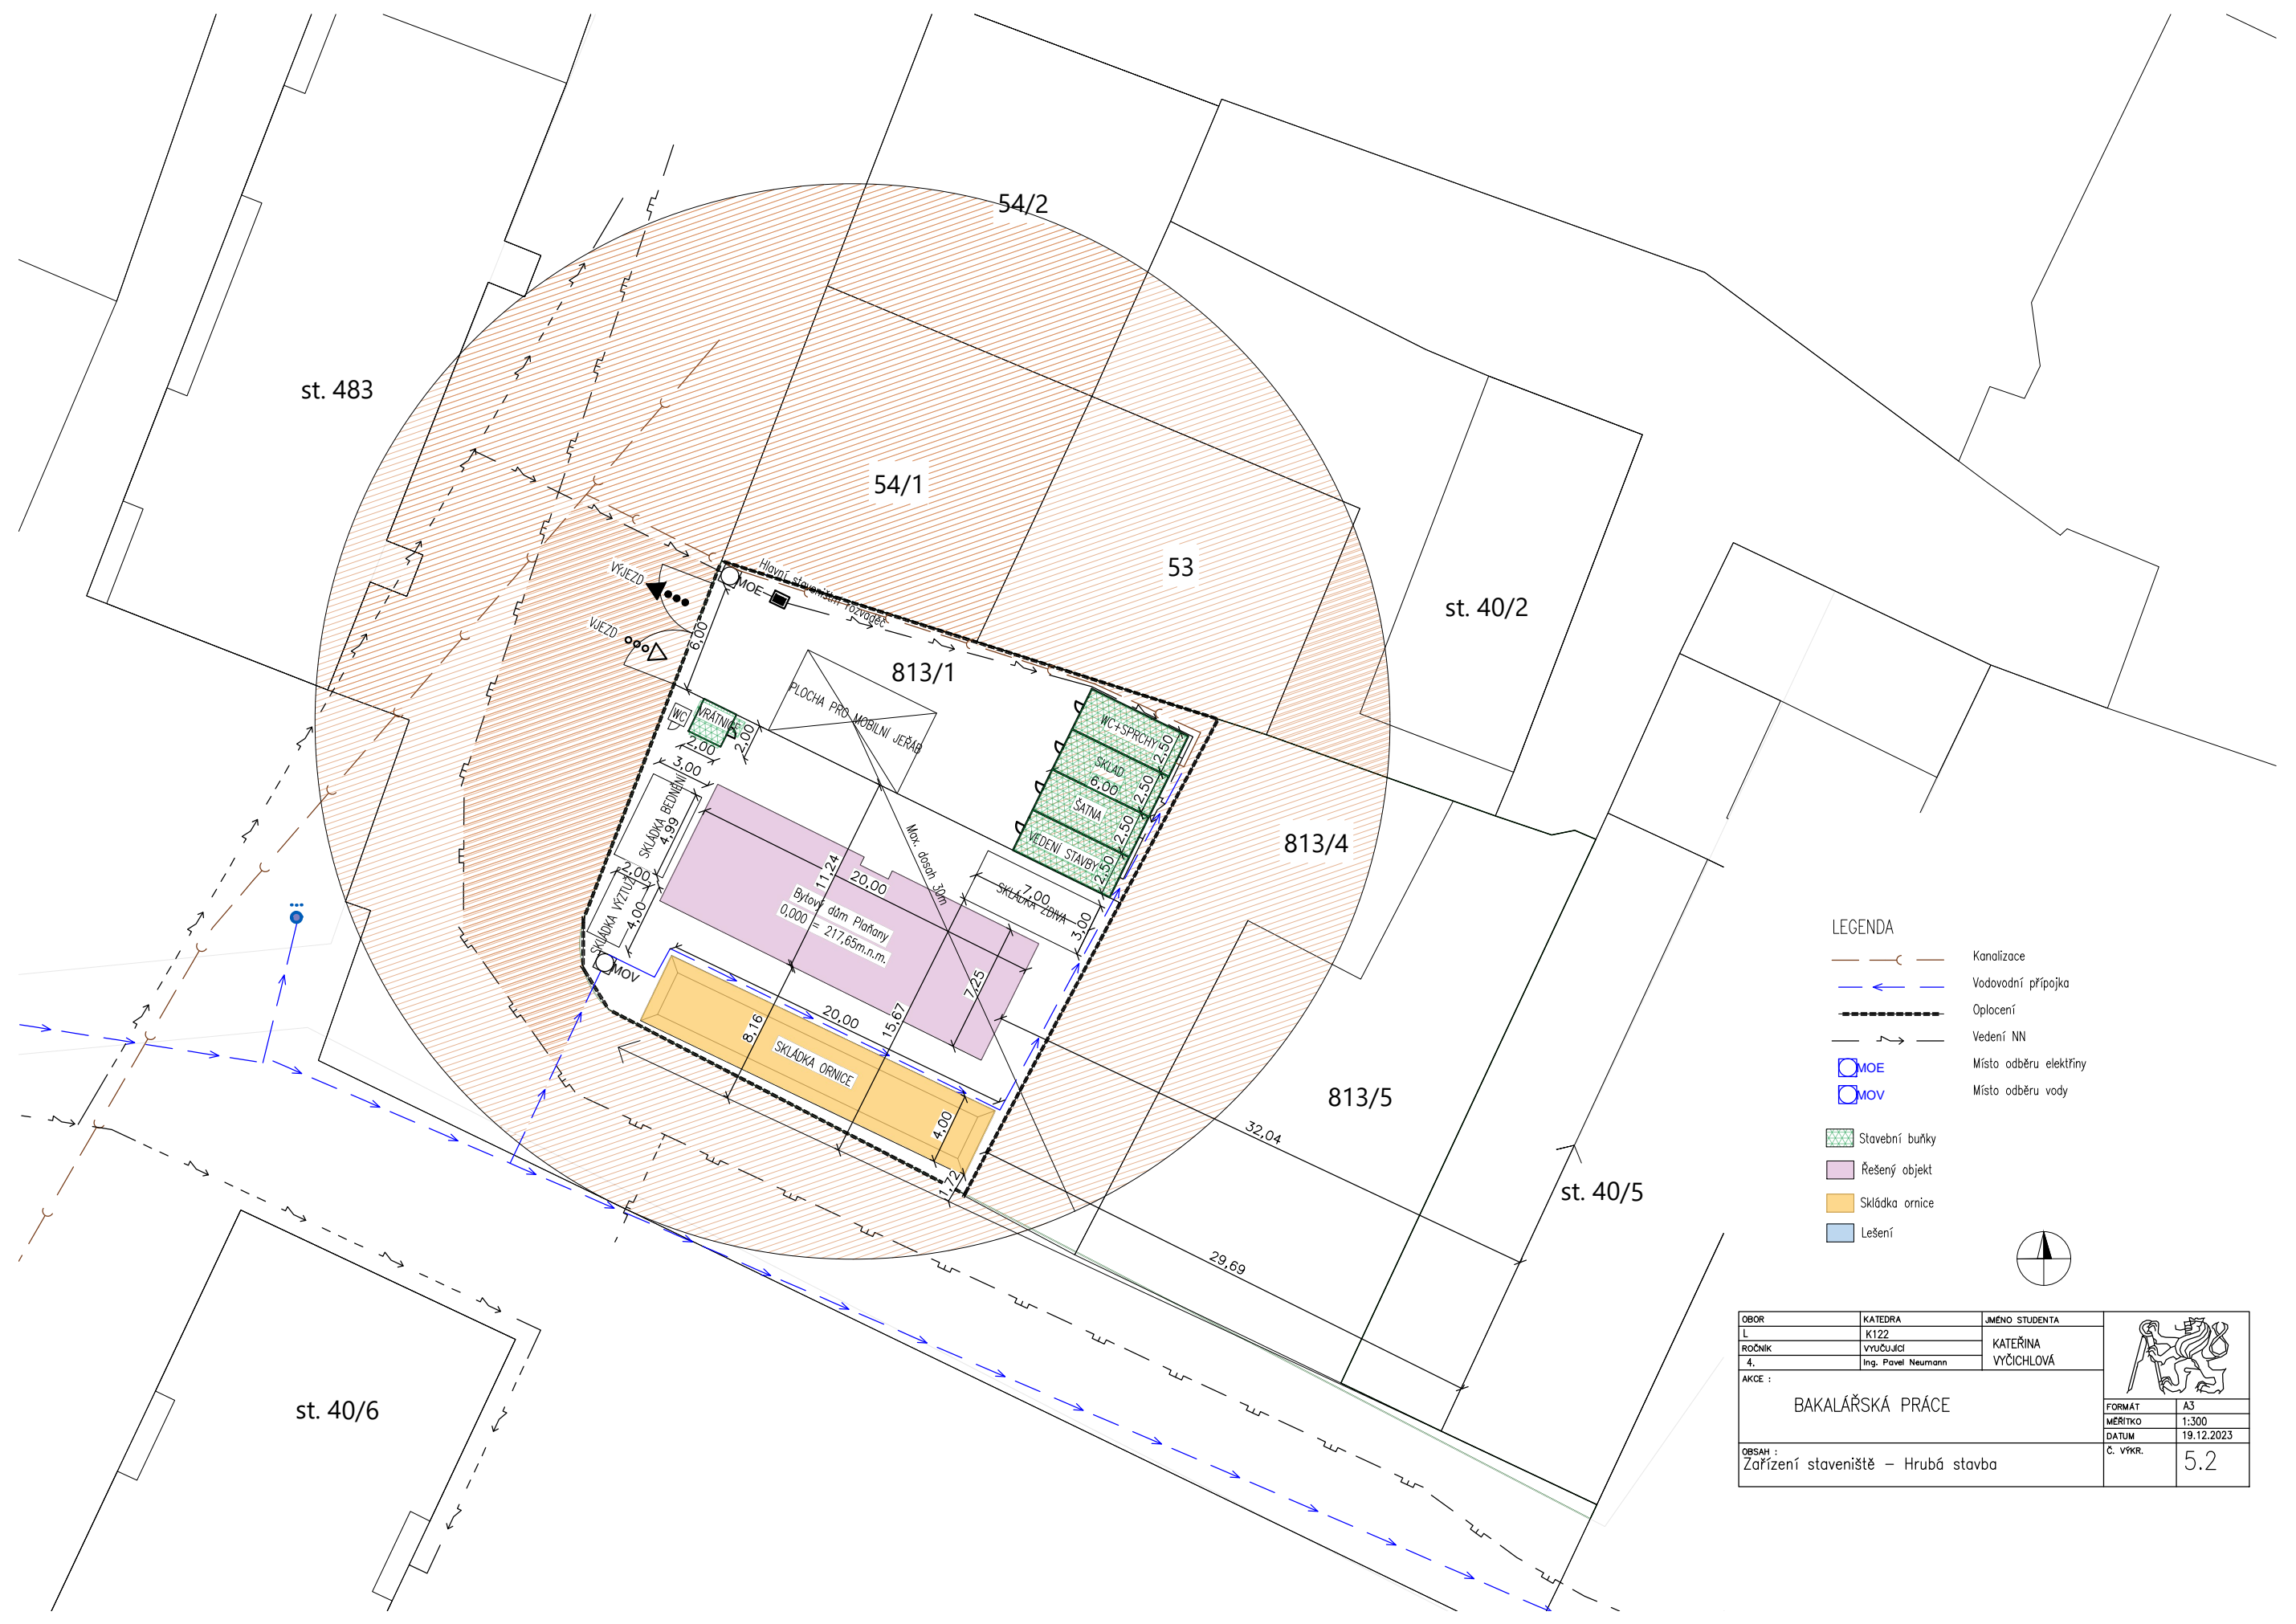 54/2
st. 483
54/1
53
st. 40/2
VÝJEZD
VJEZD
MOE
Hlavní staveništní rozvaděč
6,00
813/1
PLOCHA PRO MOBILNÍ JEŘÁB
WC
VRÁTNICE
2,00
2,00
WC+SPRCHY
2,50
SKLAD
6,00
2,50
ŠATNA
2,50
VEDENÍ STAVBY
2,50
3,00
SKLÁDKA BEDNĚNÍ
4,99
2,00
SKLÁDKA VÝZTUŽ
4,00
MOV
Max. dosah 30m
11,24
20,00
Bytový dům Plaňany
0,000 = 217,65m.n.m.
7,00
SKLÁDKA ZDIVA
3,00
7,25
813/4
20,00
15,67
8,16
SKLÁDKA ORNICE
4,00
1,72
813/5
32,04
29,69
st. 40/5
st. 40/6
LEGENDA
Kanalizace
Vodovodní přípojka
Oplocení
Vedení NN
MOE Místo odběru elektřiny
MOV Místo odběru vody
Stavební buňky
Řešený objekt
Skládka ornice
Lešení
OBOR KATEDRA JMÉNO STUDENTA
L K122
KATEŘINA
VYČICHLOVÁ
ROČNÍK VYUČUJÍCÍ
4. Ing. Pavel Neumann
AKCE :
BAKALÁŘSKÁ PRÁCE
FORMÁT A3
MĚŘÍTKO 1:300
DATUM 19.12.2023
OBSAH :
Zařízení staveniště – Hrubá stavba
Č. VÝKR. 5.2